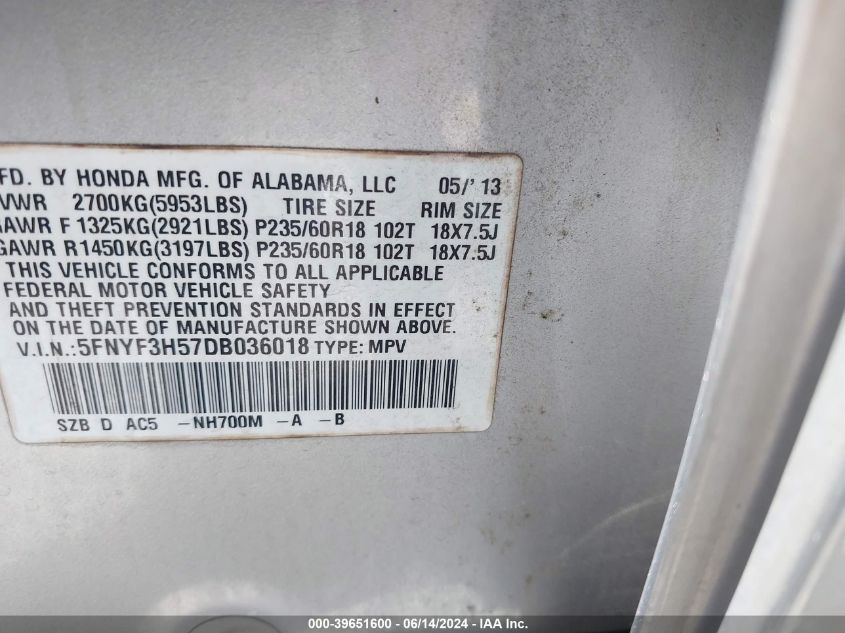 FD. BY HONDA MFG. OF ALABAMA, LLC 05/'13
VWR 2700KG(5953LBS) TIRE SIZE RIM SIZE
AWR F 1325KG(2921LBS) P235/60R18 102T 18X7.5J
GAWR R1450KG(3197LBS) P235/60R18 102T 18X7.5J
THIS VEHICLE CONFORMS TO ALL APPLICABLE
FEDERAL MOTOR VEHICLE SAFETY
AND THEFT PREVENTION STANDARDS IN EFFECT
ON THE DATE OF MANUFACTURE SHOWN ABOVE.
V.I.N.:5FNYF3H57DB036018 TYPE: MPV
SZB D AC5 -NH700M -A -B
000-39651600 / 06/14/2024 - IAA Inc.